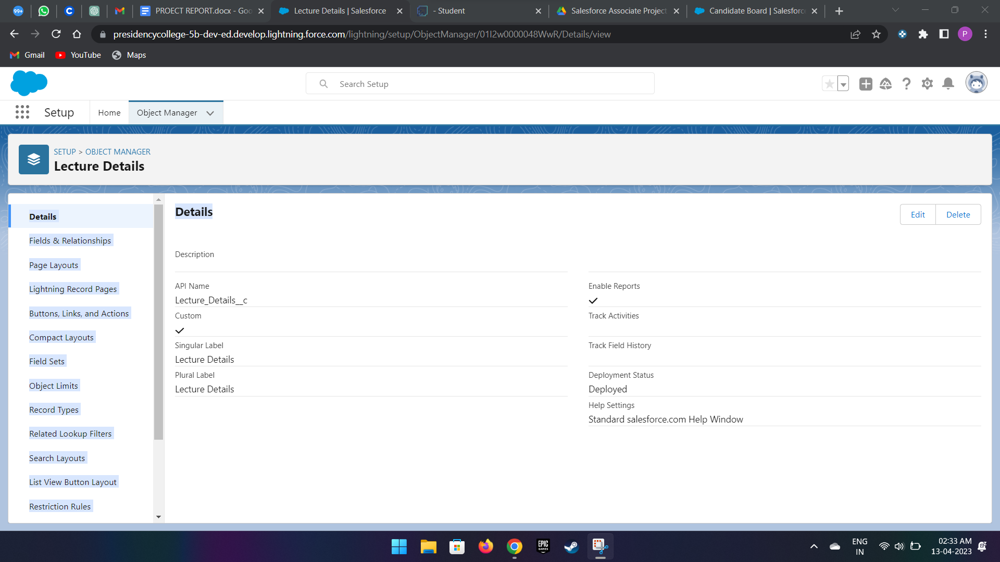 99+
PROECT REPORT.docx - Goo
Lecture Details | Salesforce
- Student
Salesforce Associate Project
Candidate Board | Salesforce
presidencycollege-5b-dev-ed.develop.lightning.force.com/lightning/setup/ObjectManager/01I2w0000048WwR/Details/view
P
Gmail
YouTube
Maps
Search Setup
Setup
Home
Object Manager
SETUP > OBJECT MANAGER
Lecture Details
Details
Fields & Relationships
Page Layouts
Lightning Record Pages
Buttons, Links, and Actions
Compact Layouts
Field Sets
Object Limits
Record Types
Related Lookup Filters
Search Layouts
List View Button Layout
Restriction Rules
Details
Edit
Delete
Description
API Name
Lecture_Details__c
Custom
Singular Label
Lecture Details
Plural Label
Lecture Details
Enable Reports
Track Activities
Track Field History
Deployment Status
Deployed
Help Settings
Standard salesforce.com Help Window
EPIC
GAMES
ENG
IN
02:33 AM
13-04-2023